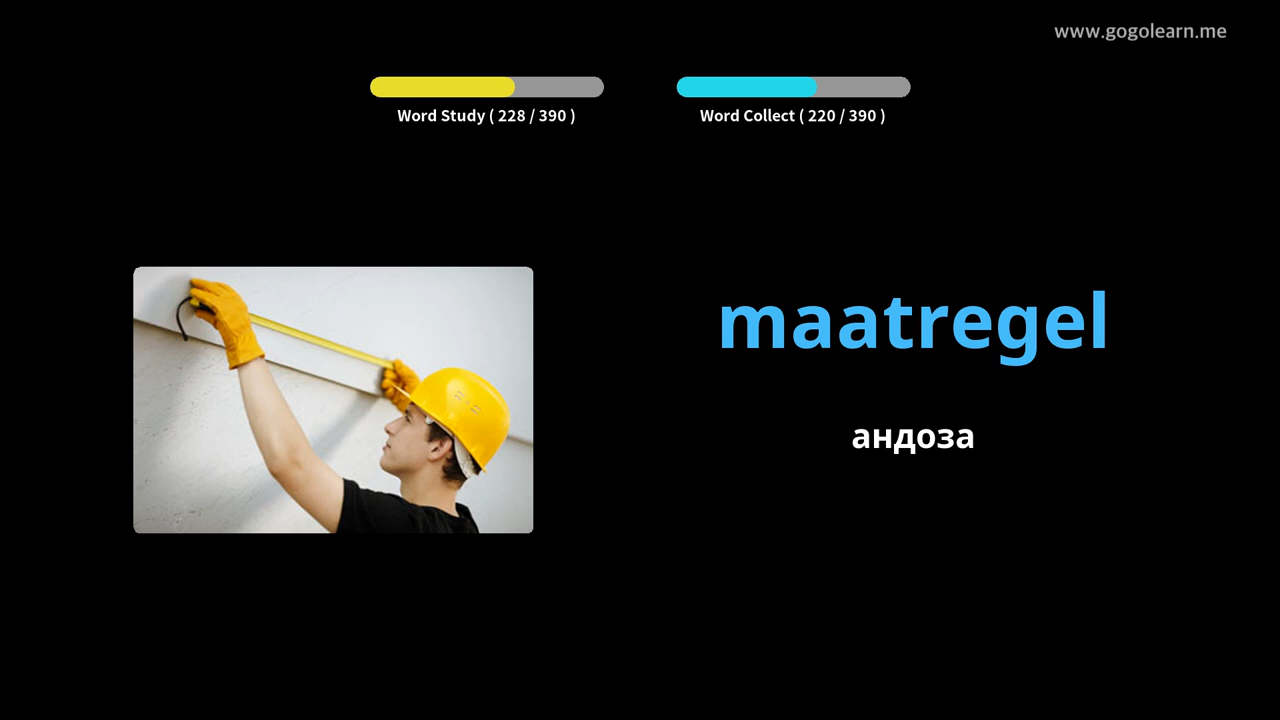 www.gogolearn.me
Word Study ( 228 / 390 )
Word Collect ( 220 / 390 )
maatregel
андоза